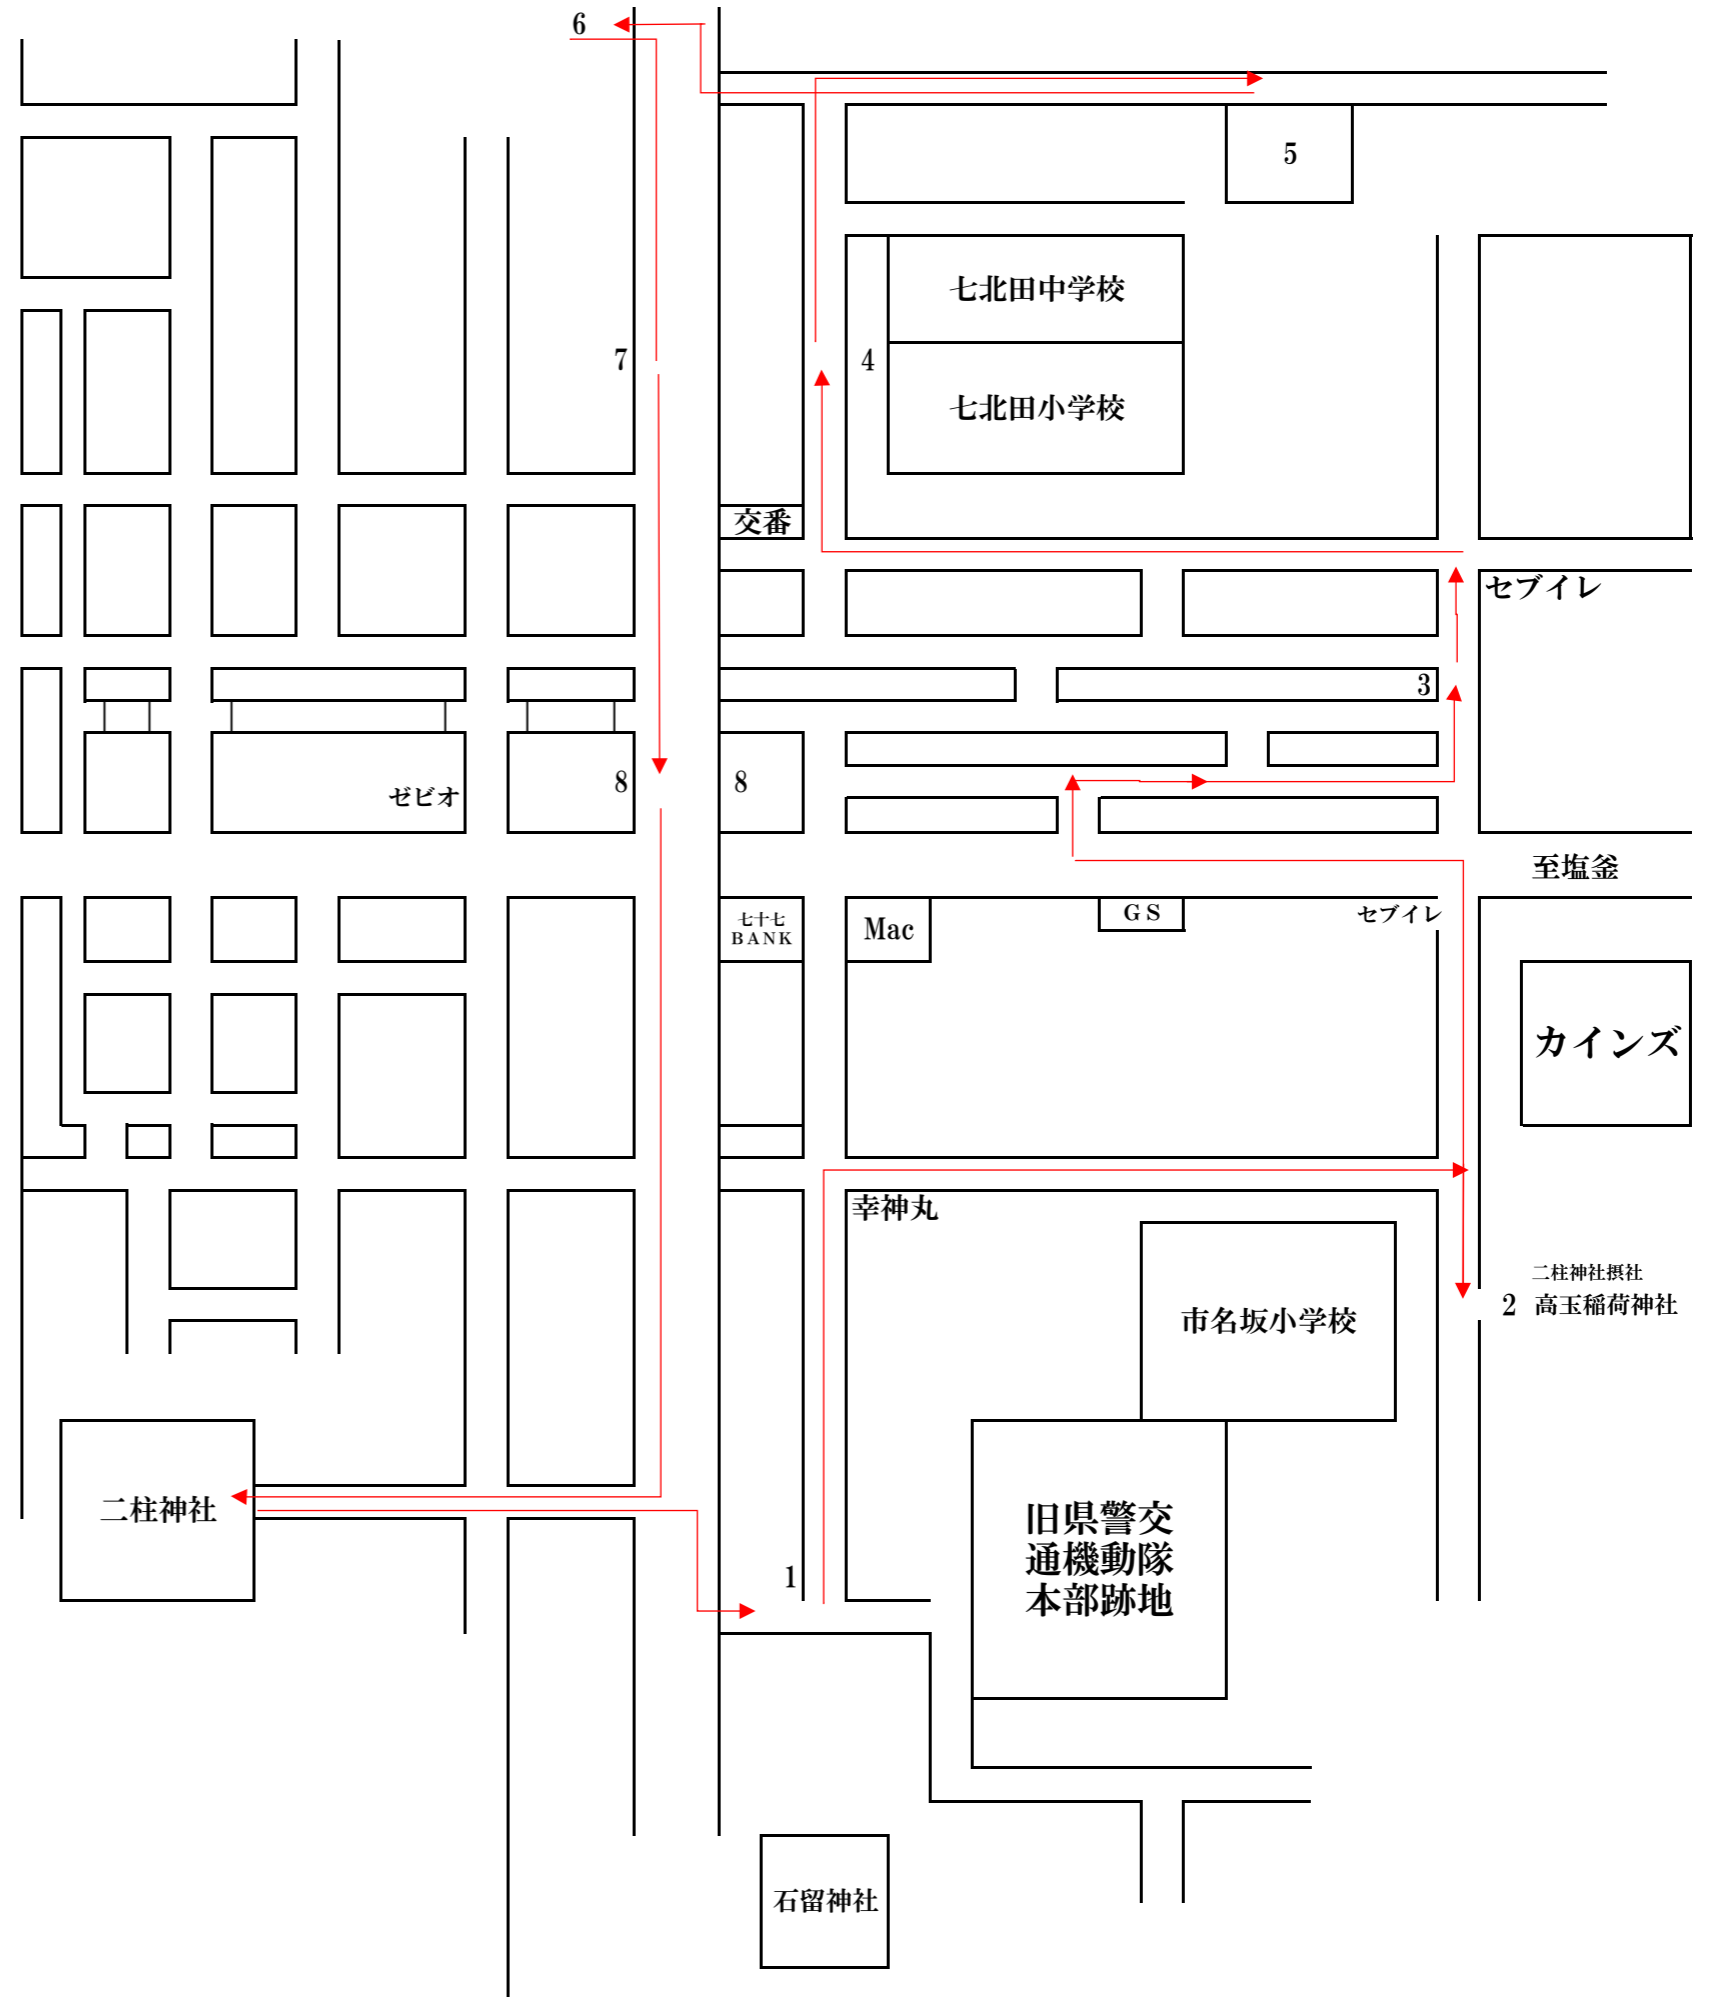 6
5
七北田中学校
7
4
七北田小学校
交番
セブイレ
3
ゼビオ
8
8
至塩釜
七十七
BANK
Mac
GS
セブイレ
カインズ
幸神丸
二柱神社摂社
2 高玉稲荷神社
市名坂小学校
二柱神社
旧県警交
通機動隊
本部跡地
1
石留神社